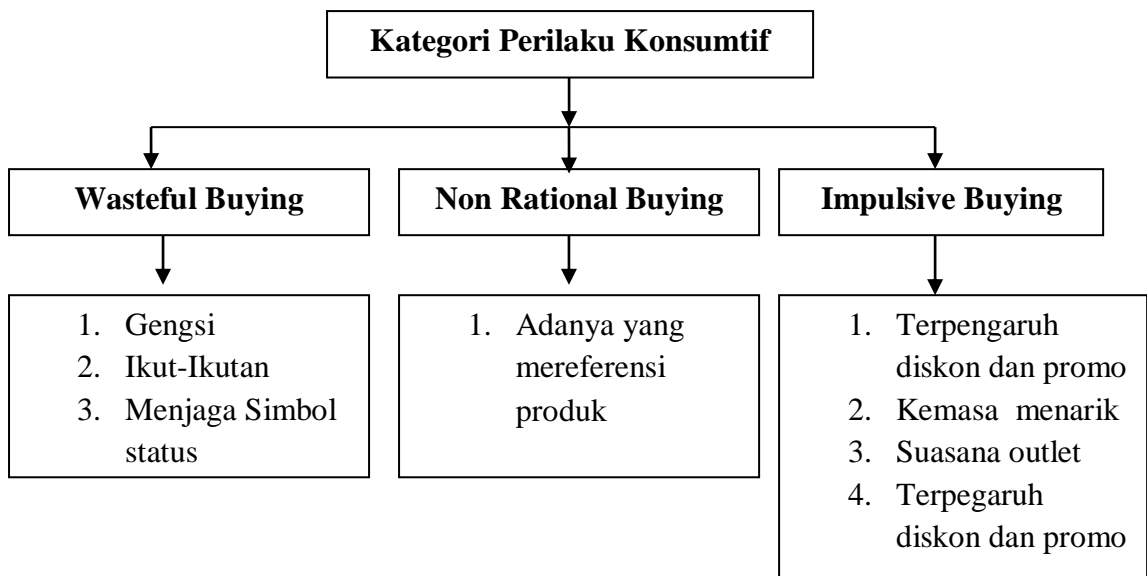 Kategori Perilaku Konsumtif
Wasteful Buying
Non Rational Buying
Impulsive Buying
1. Gengsi
2. Ikut-Ikutan
3. Menjaga Simbol
status
1. Adanya yang
mereferensi
produk
1. Terpengaruh
diskon dan promo
2. Kemasa menarik
3. Suasana outlet
4. Terpegaruh
diskon dan promo